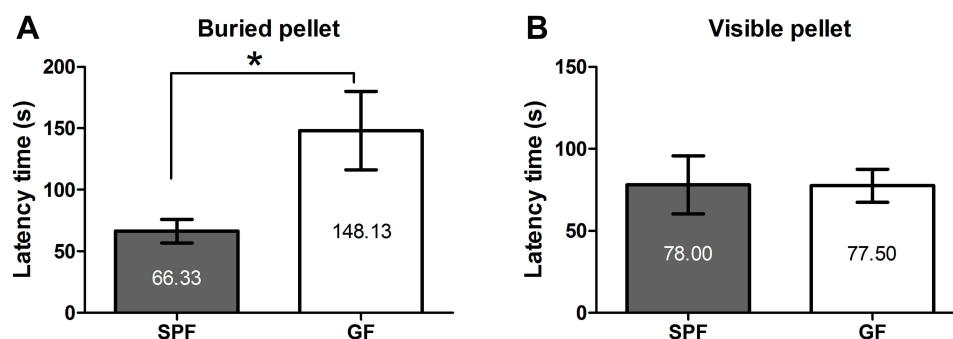 A
Buried pellet
Latency time (s)
200
150
100
50
0
*
66.33
148.13
SPF
GF
B
Visible pellet
Latency time (s)
150
100
50
0
78.00
77.50
SPF
GF